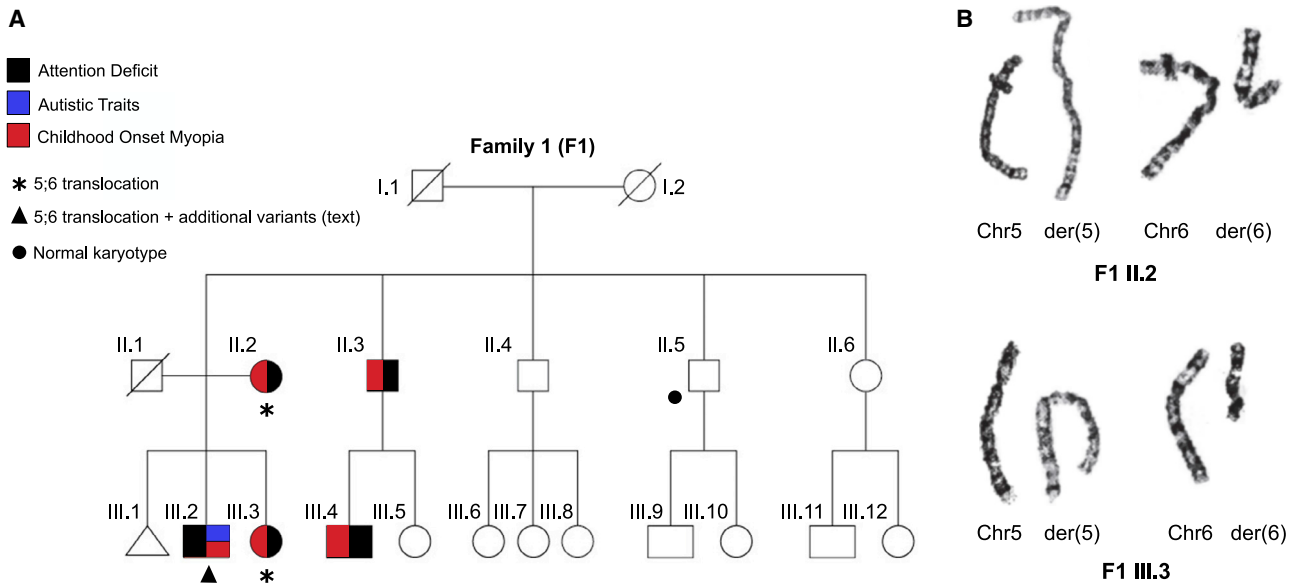 A
Attention Deficit
Autistic Traits
Childhood Onset Myopia
5;6 translocation
5;6 translocation + additional variants (text)
Normal karyotype
Family 1 (F1)
I.1 I.2
II.1 II.2 II.3 II.4 II.5 II.6
III.1 III.2 III.3 III.4 III.5 III.6 III.7 III.8 III.9 III.10 III.11 III.12
B
Chr5 der(5) Chr6 der(6)
F1 II.2
Chr5 der(5) Chr6 der(6)
F1 III.3